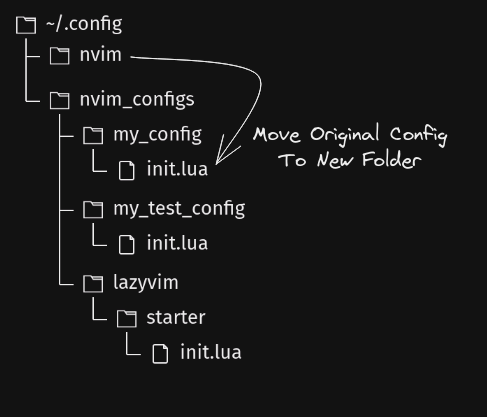 ~/.config
nvim
nvim_configs
my_config
Move Original Config
To New Folder
init.lua
my_test_config
init.lua
lazyvim
starter
init.lua